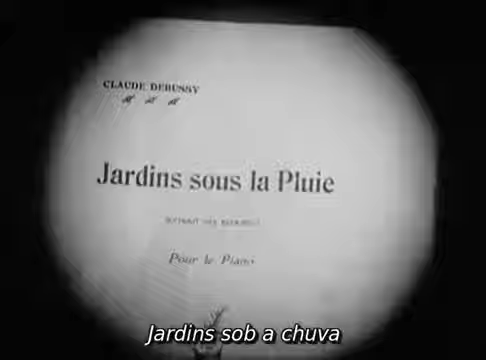 CLAUDE DEBUSSY
Jardins sous la Pluie
Pour le Piano
Jardins sob a chuva